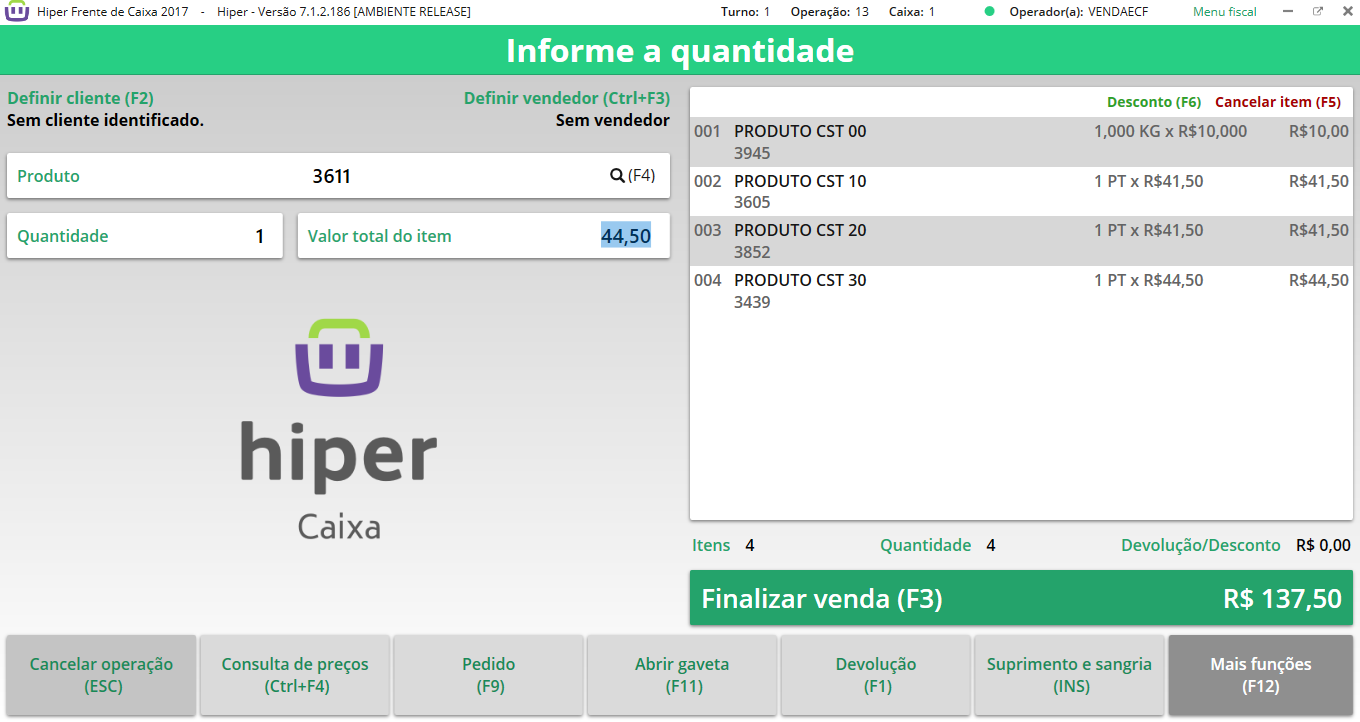 Hiper Frente de Caixa 2017 - Hiper - Versão 7.1.2.186 [AMBIENTE RELEASE] Turno: 1 Operação: 13 Caixa: 1 Operador(a): VENDAECF Menu fiscal
Informe a quantidade
Definir cliente (F2) Definir vendedor (Ctrl+F3)
Sem cliente identificado. Sem vendedor
Produto 3611 (F4)
Quantidade 1 Valor total do item 44,50
hiper
Caixa
Desconto (F6) Cancelar item (F5)
001 PRODUTO CST 00 1,000 KG x R$10,000 R$10,00
3945
002 PRODUTO CST 10 1 PT x R$41,50 R$41,50
3605
003 PRODUTO CST 20 1 PT x R$41,50 R$41,50
3852
004 PRODUTO CST 30 1 PT x R$44,50 R$44,50
3439
Itens 4 Quantidade 4 Devolução/Desconto R$ 0,00
Finalizar venda (F3) R$ 137,50
Cancelar operação
(ESC)
Consulta de preços
(Ctrl+F4)
Pedido
(F9)
Abrir gaveta
(F11)
Devolução
(F1)
Suprimento e sangria
(INS)
Mais funções
(F12)